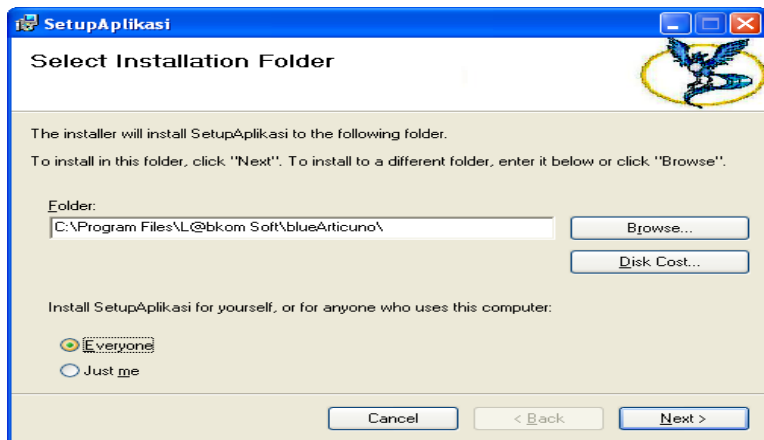 SetupAplikasi
Select Installation Folder
The installer will install SetupAplikasi to the following folder.
To install in this folder, click "Next". To install to a different folder, enter it below or click "Browse".
Folder:
C:\Program Files\L@bkom Soft\blueArticuno\
Browse...
Disk Cost...
Install SetupAplikasi for yourself, or for anyone who uses this computer:
Everyone
Just me
Cancel
< Back
Next >